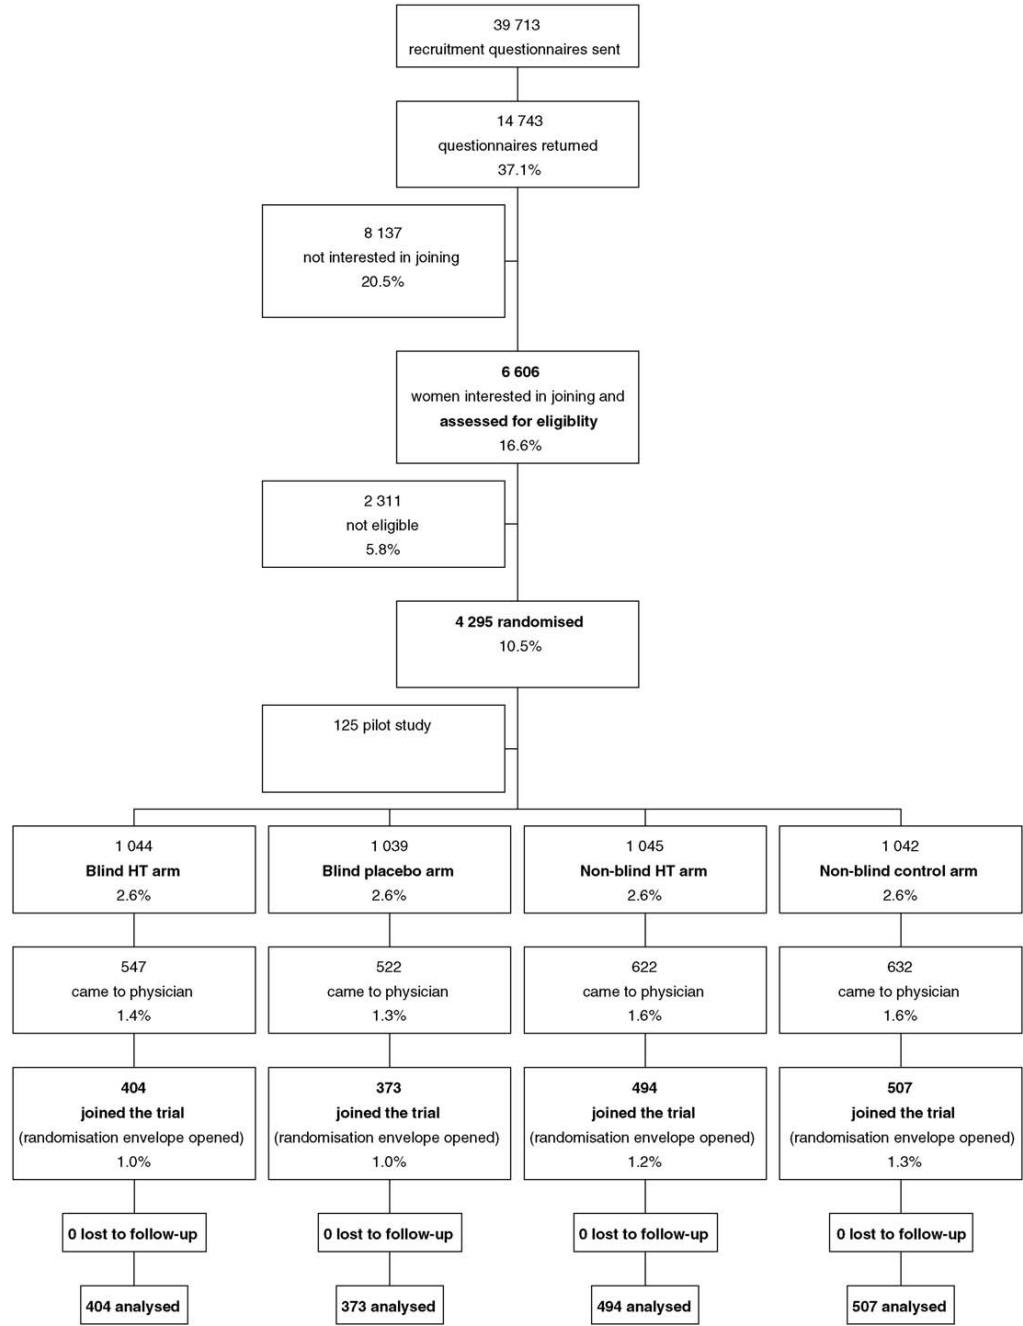 39 713
recruitment questionnaires sent
14 743
questionnaires returned
37.1%
8 137
not interested in joining
20.5%
6 606
women interested in joining and
assessed for eligiblity
16.6%
2 311
not eligible
5.8%
4 295 randomised
10.5%
125 pilot study
1 044
Blind HT arm
2.6%
1 039
Blind placebo arm
2.6%
1 045
Non-blind HT arm
2.6%
1 042
Non-blind control arm
2.6%
547
came to physician
1.4%
522
came to physician
1.3%
622
came to physician
1.6%
632
came to physician
1.6%
404
joined the trial
(randomisation envelope opened)
1.0%
373
joined the trial
(randomisation envelope opened)
1.0%
494
joined the trial
(randomisation envelope opened)
1.2%
507
joined the trial
(randomisation envelope opened)
1.3%
0 lost to follow-up
0 lost to follow-up
0 lost to follow-up
0 lost to follow-up
404 analysed
373 analysed
494 analysed
507 analysed